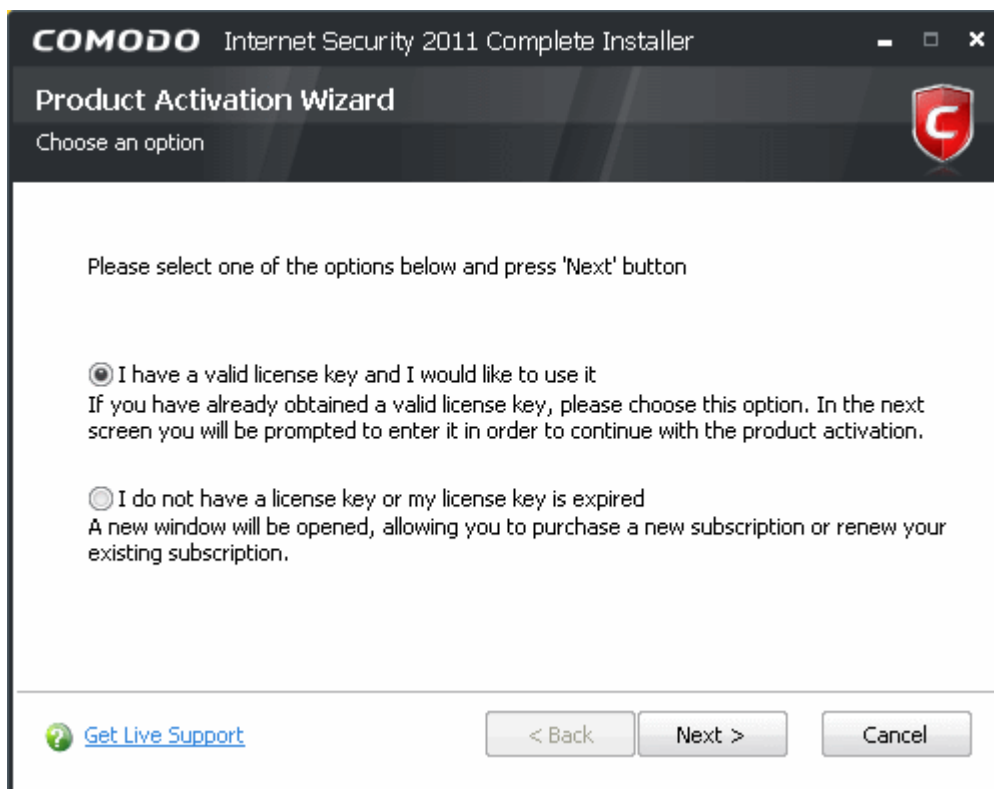 COMODO Internet Security 2011 Complete Installer
Product Activation Wizard
Choose an option
C
Please select one of the options below and press 'Next' button
I have a valid license key and I would like to use it
If you have already obtained a valid license key, please choose this option. In the next
screen you will be prompted to enter it in order to continue with the product activation.
I do not have a license key or my license key is expired
A new window will be opened, allowing you to purchase a new subscription or renew your
existing subscription.
Get Live Support
< Back
Next >
Cancel